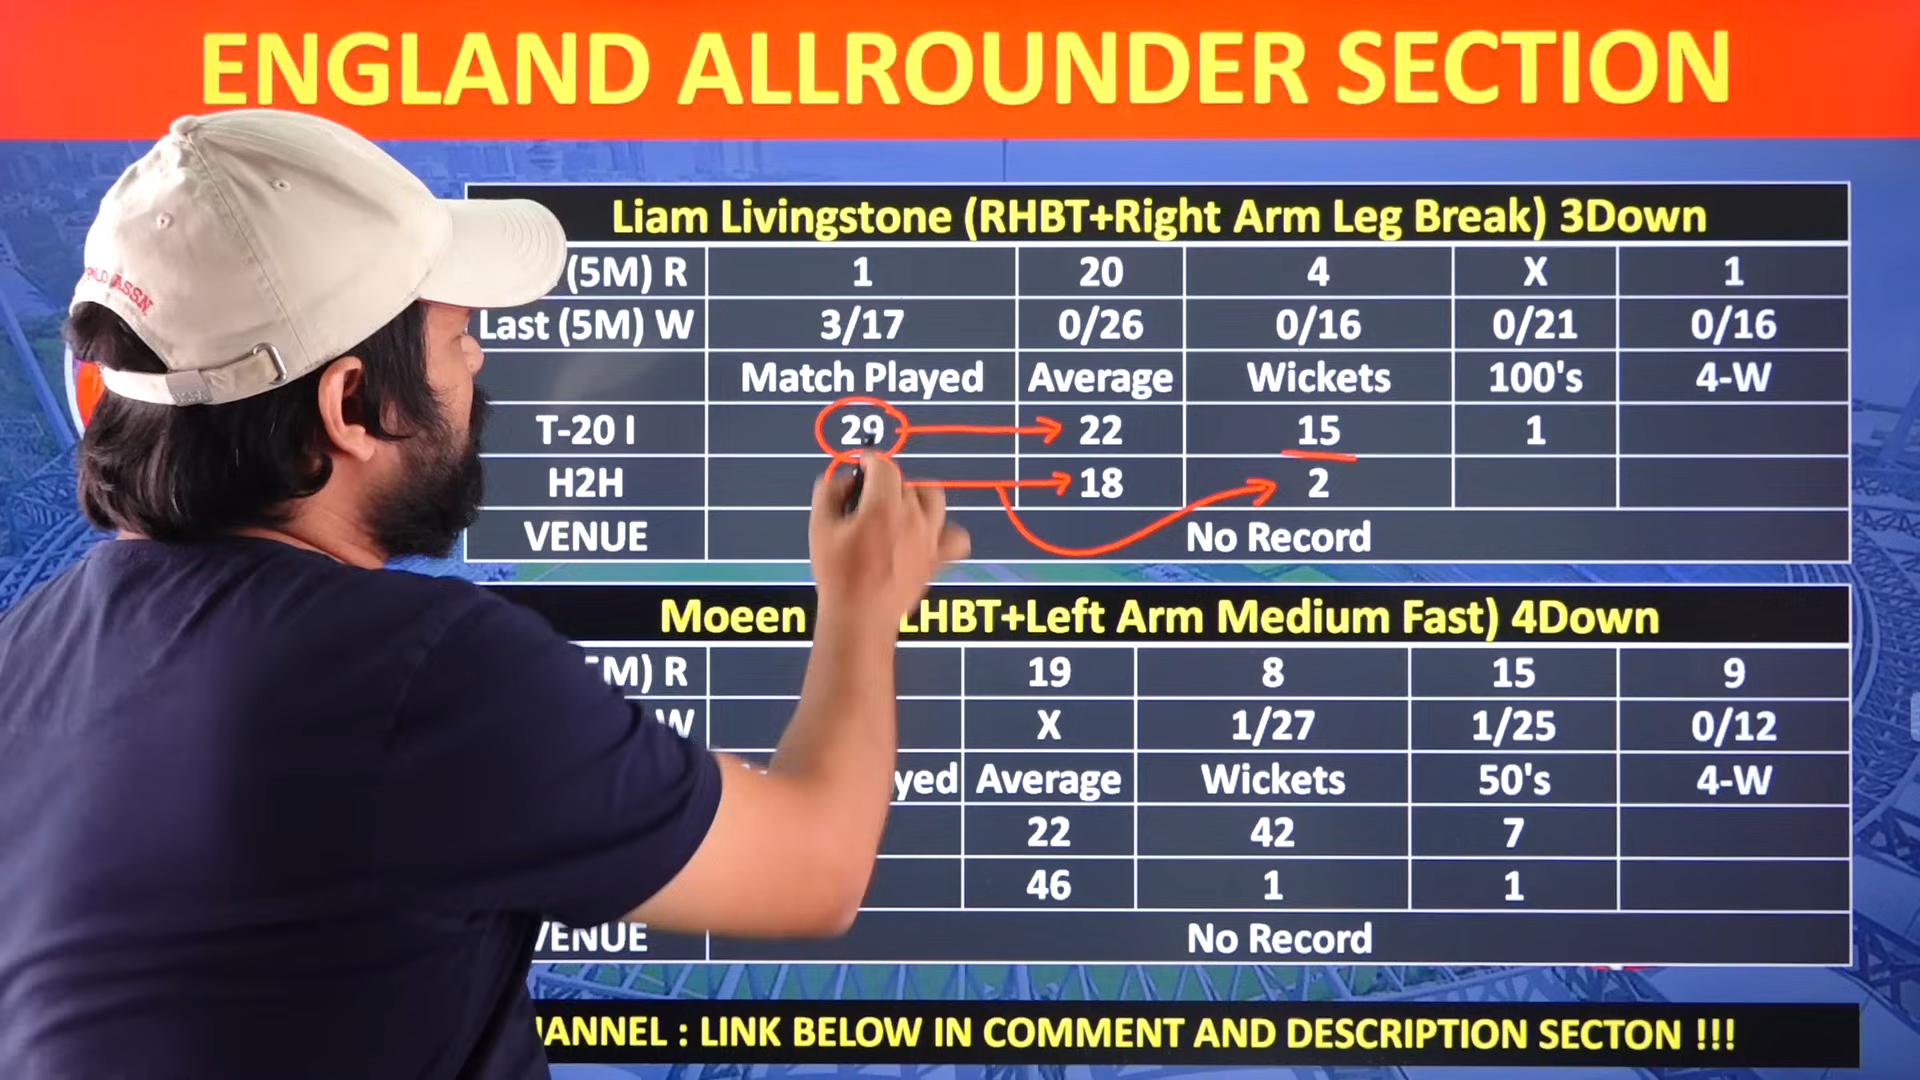 ENGLAND ALLROUNDER SECTION
Liam Livingstone (RHBT+Right Arm Leg Break) 3Down
(5M) R 1 20 4 X 1
Last (5M) W 3/17 0/26 0/16 0/21 0/16
Match Played Average Wickets 100's 4-W
T-20 I 29 22 15 1
H2H 18 2
VENUE No Record
Moeen LHBT+Left Arm Medium Fast) 4Down
M) R 19 8 15 9
W X 1/27 1/25 0/12
yed Average Wickets 50's 4-W
22 42 7
46 1 1
VENUE No Record
HANNEL : LINK BELOW IN COMMENT AND DESCRIPTION SECTON !!!
ASSN